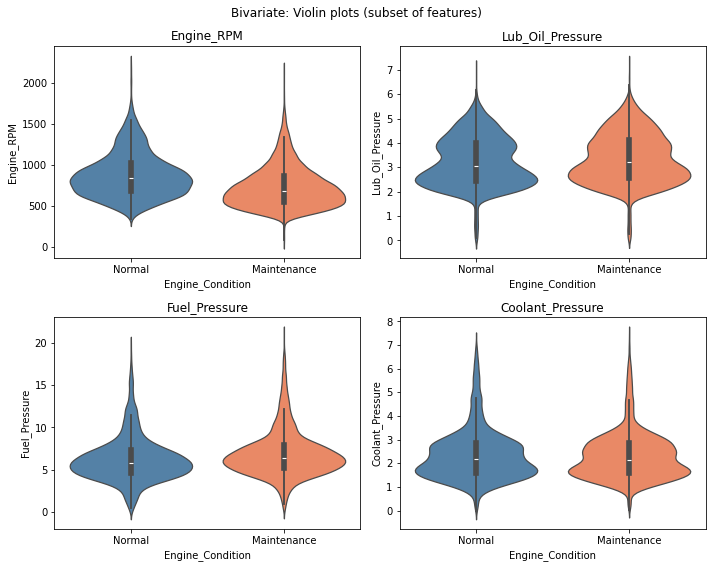 Bivariate: Violin plots (subset of features)
Engine_RPM
Engine_RPM
2000
1500
1000
500
0
Normal
Maintenance
Engine_Condition
Lub_Oil_Pressure
Lub_Oil_Pressure
7
6
5
4
3
2
1
0
Normal
Maintenance
Engine_Condition
Fuel_Pressure
Fuel_Pressure
20
15
10
5
0
Normal
Maintenance
Engine_Condition
Coolant_Pressure
Coolant_Pressure
8
7
6
5
4
3
2
1
0
Normal
Maintenance
Engine_Condition